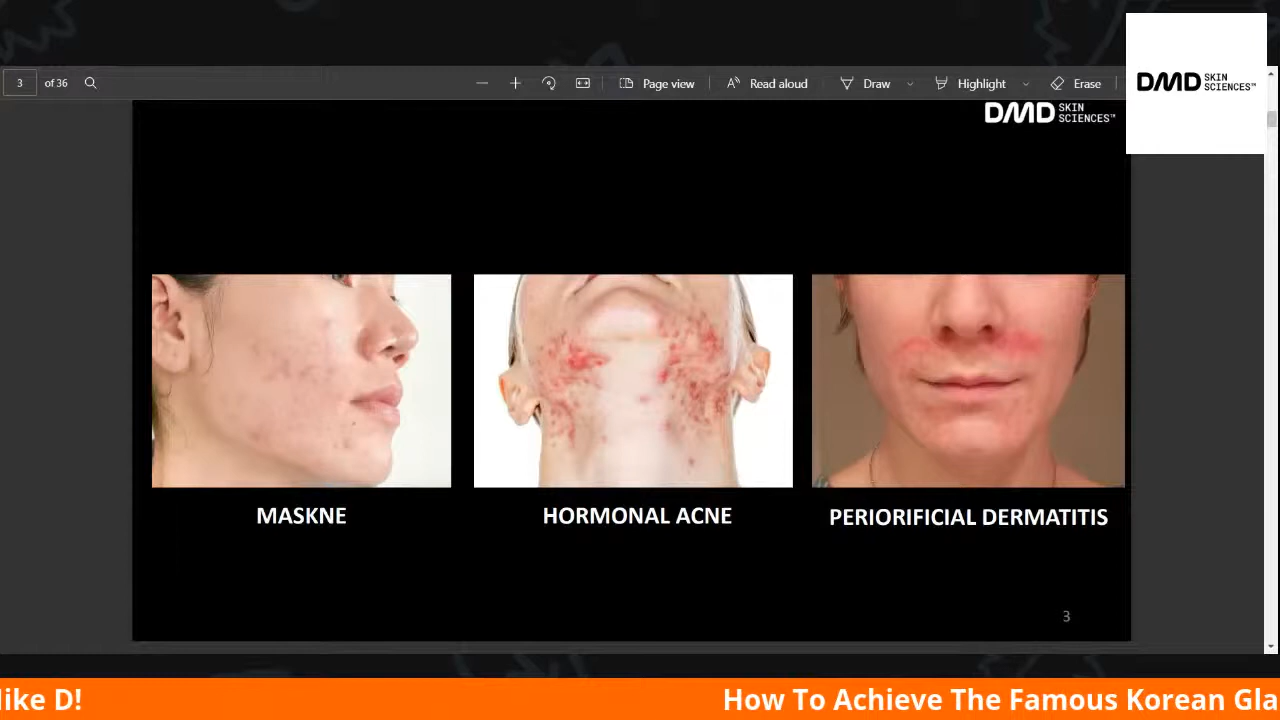 3 of 36 Page view Read aloud Draw Highlight Erase
DMD SKIN SCIENCES™
DMD SKIN SCIENCES™
MASKNE
HORMONAL ACNE
PERIORIFICIAL DERMATITIS
3
like D! How To Achieve The Famous Korean Gla